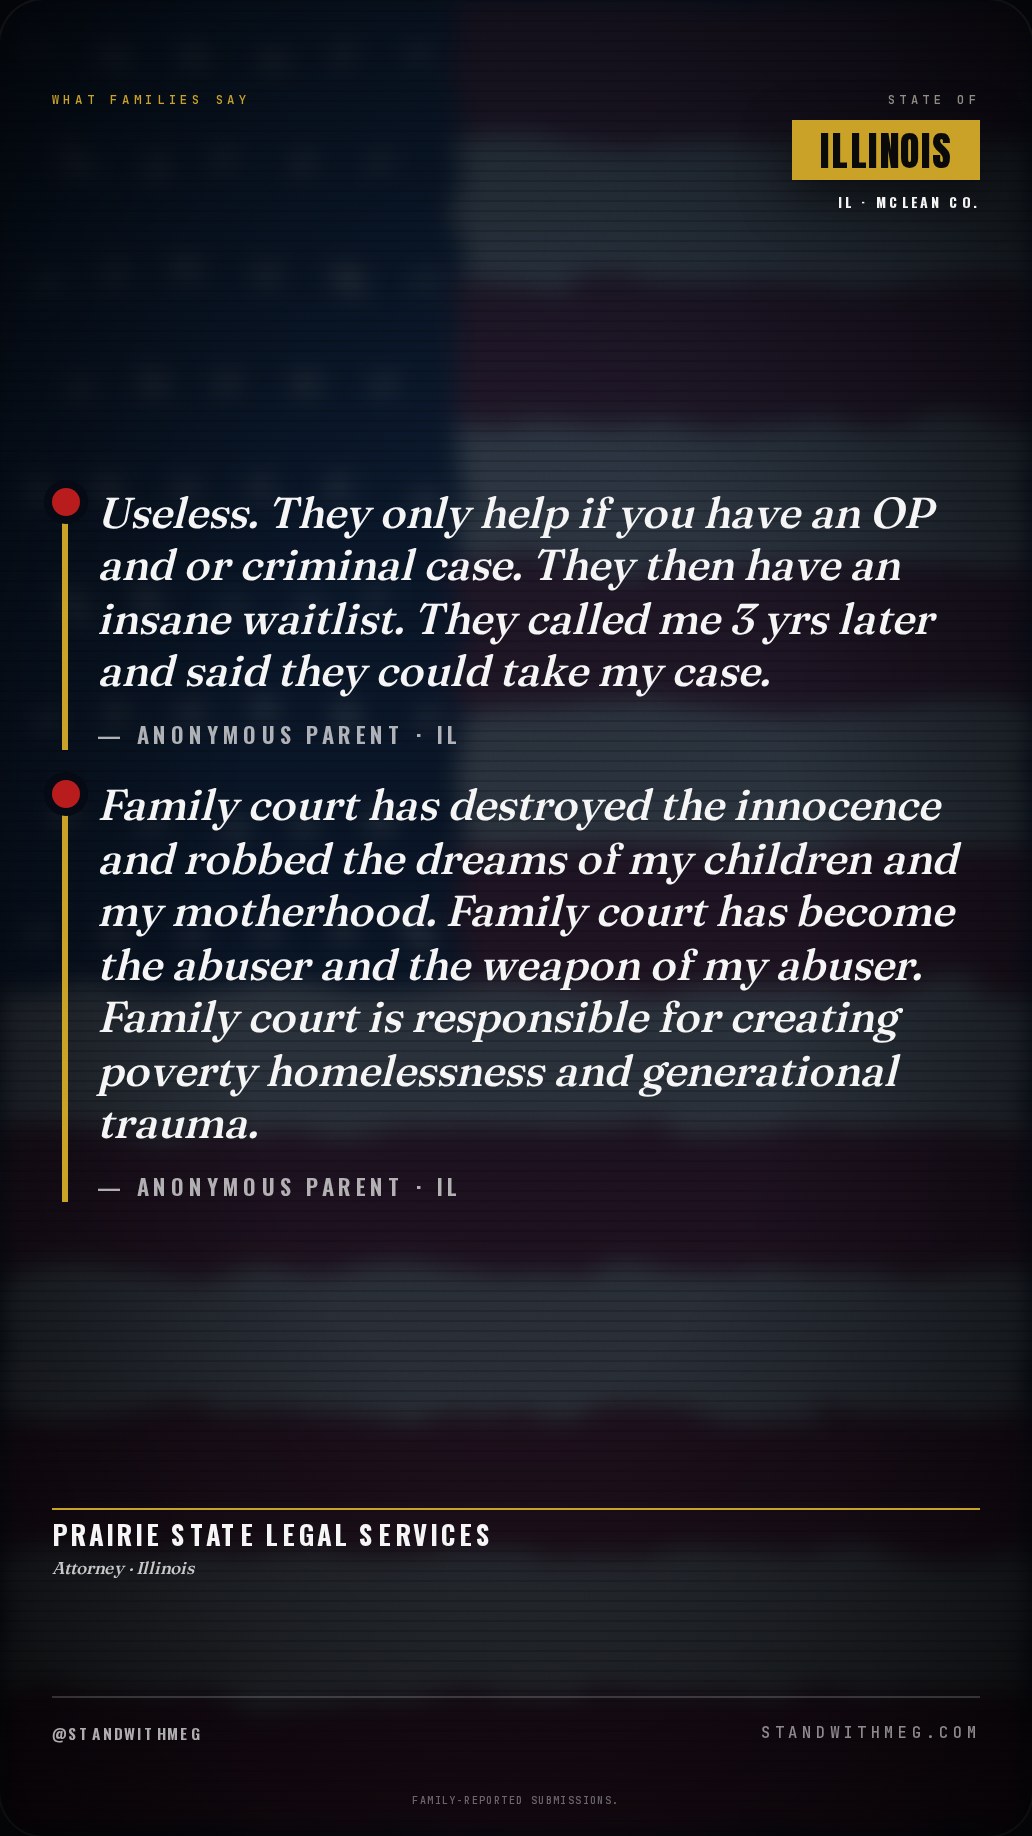 WHAT FAMILIES SAY
STATE OF
ILLINOIS
IL · MCLEAN CO.
Useless. They only help if you have an OP
and or criminal case. They then have an
insane waitlist. They called me 3 yrs later
and said they could take my case.
— ANONYMOUS PARENT · IL
Family court has destroyed the innocence
and robbed the dreams of my children and
my motherhood. Family court has become
the abuser and the weapon of my abuser.
Family court is responsible for creating
poverty homelessness and generational
trauma.
— ANONYMOUS PARENT · IL
PRAIRIE STATE LEGAL SERVICES
Attorney · Illinois
@STANDWITHMEG
STANDWITHMEG.COM
FAMILY-REPORTED SUBMISSIONS.